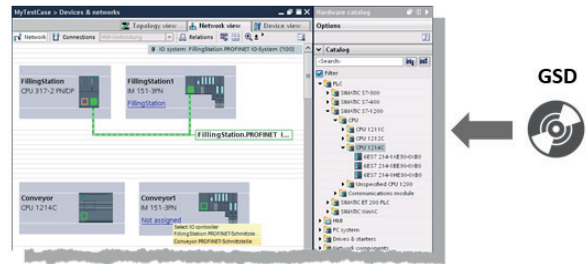 MyTestCase > Devices & networks
Hardware catalog
Topology view
Network view
Device view
Options
Network
Connections
Relations
IO system: FillingStation.PROFINET IO-System (100)
Catalog
<Search>
Filter
FillingStation
CPU 317-2 PN/DP
FillingStation1
IM 151-3PN
FillingStation
FillingStation.PROFINET I...
Conveyor
CPU 1214C
Conveyor1
IM 151-3PN
Not assigned
Select IO controller
FillingStation.PROFINET-Schnittstelle...
Conveyor.PROFINET-Schnittstelle
PLC
SIMATIC S7-300
SIMATIC S7-400
SIMATIC S7-1200
CPU
CPU 1211C
CPU 1212C
CPU 1214C
6ES7 214-1AE30-0XB0
6ES7 214-1BE30-0XB0
6ES7 214-1HE30-0XB0
Unspecified CPU 1200
Communications module
SIMATIC ET 200 PLC
HMI
PC system
Drives & starters
Network components
GSD